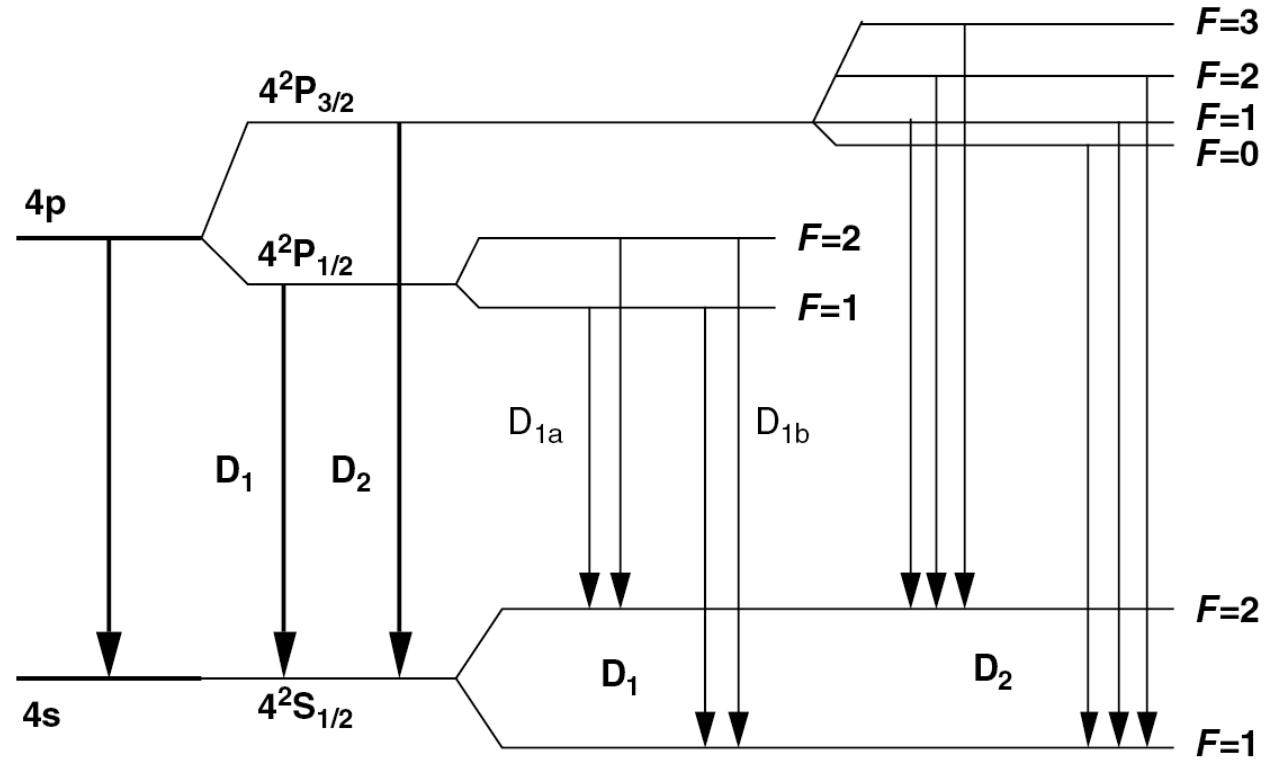 F=3
F=2
4²P₃/₂
F=1
F=0
4p
F=2
4²P₁/₂
F=1
D₁ₐ
D₁b
D₁
D₂
F=2
D₁
D₂
4s
4²S₁/₂
F=1